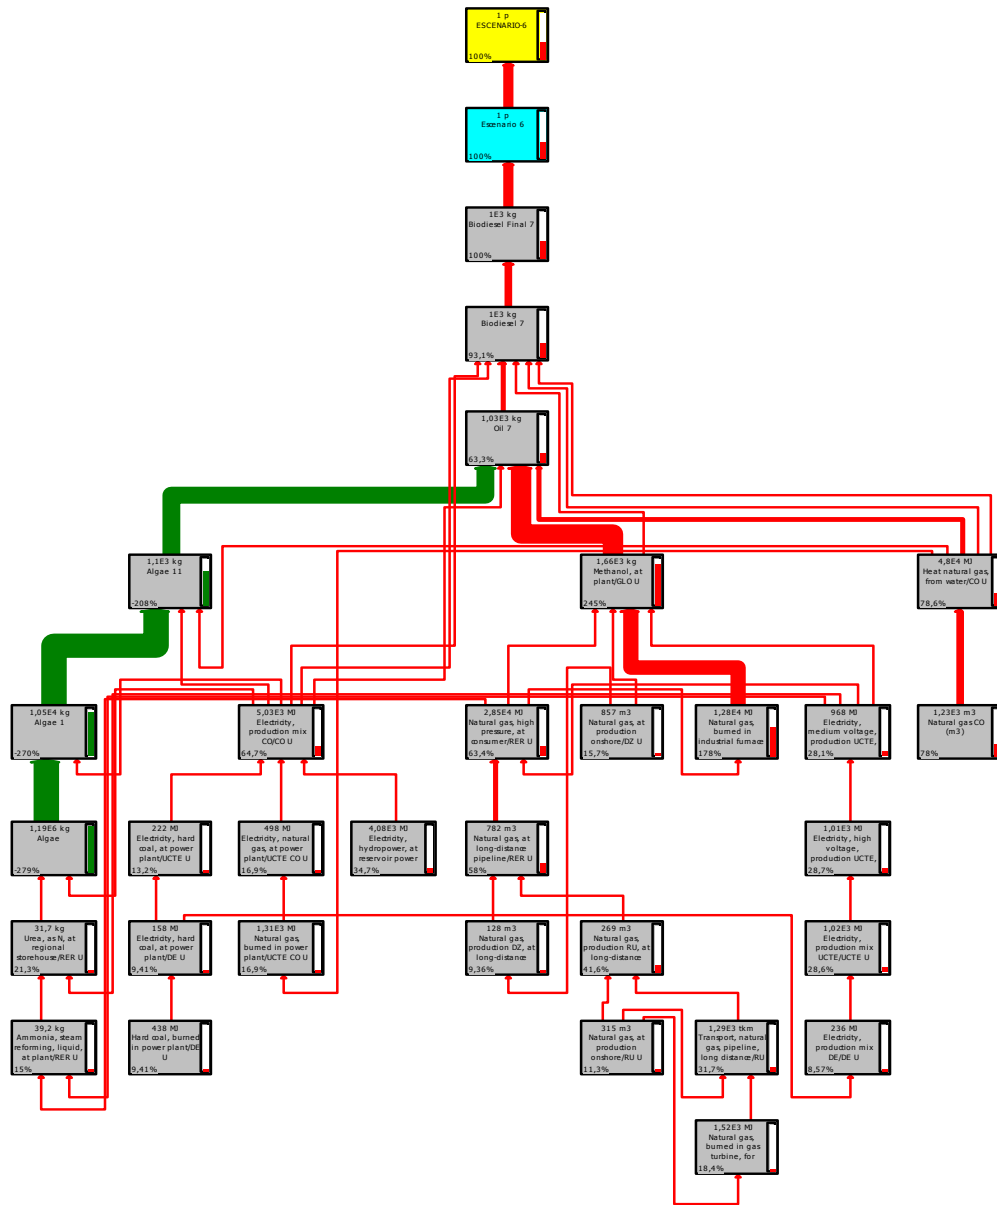 1 p
ESCENARIO-6
100%
1 p
Escenario 6
100%
1E3 kg
Biodiesel Final 7
100%
1E3 kg
Biodiesel 7
93,1%
1,03E3 kg
Oil 7
63,3%
1,1E3 kg
Algae 11
-208%
1,66E3 kg
Methanol, at
plant/GLO U
245%
4,8E4 MJ
Heat natural gas,
from water/CO U
78,6%
1,05E4 kg
Algae 1
-270%
5,03E3 MJ
Electricity,
production mix
CO/CO U
64,7%
2,85E4 MJ
Natural gas, high
pressure, at
consumer/RER U
63,4%
857 m3
Natural gas, at
production
onshore/DZ U
15,7%
1,28E4 MJ
Natural gas,
burned in
industrial furnace
178%
968 MJ
Electricity,
medium voltage,
production UCTE,
28,1%
1,23E3 m3
Natural gas CO
(m3)
78%
1,19E6 kg
Algae
-279%
222 MJ
Electricity, hard
coal, at power
plant/UCTE U
13,2%
498 MJ
Electricity, natural
gas, at power
plant/UCTE CO U
16,9%
4,08E3 MJ
Electricity,
hydropower, at
reservoir power
34,7%
782 m3
Natural gas, at
long-distance
pipeline/RER U
58%
1,01E3 MJ
Electricity, high
voltage,
production UCTE,
28,7%
31,7 kg
Urea, as N, at
regional
storehouse/RER U
21,3%
158 MJ
Electricity, hard
coal, at power
plant/DE U
9,41%
1,31E3 MJ
Natural gas,
burned in power
plant/UCTE CO U
16,9%
128 m3
Natural gas,
production DZ, at
long-distance
9,36%
269 m3
Natural gas,
production RU, at
long-distance
41,6%
1,02E3 MJ
Electricity,
production mix
UCTE/UCTE U
28,6%
39,2 kg
Ammonia, steam
reforming, liquid,
at plant/RER U
15%
438 MJ
Hard coal, burned
in power plant/DE
U
9,41%
315 m3
Natural gas, at
production
onshore/RU U
11,3%
1,29E3 tkm
Transport, natural
gas, pipeline,
long distance/RU
31,7%
236 MJ
Electricity,
production mix
DE/DE U
8,57%
1,52E3 MJ
Natural gas,
burned in gas
turbine, for
18,4%